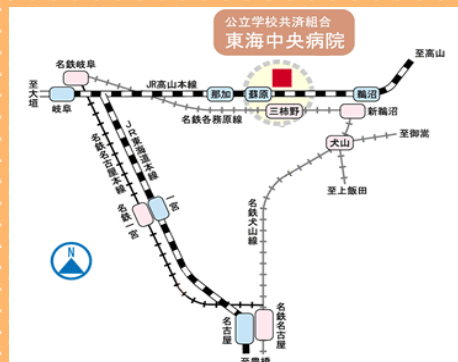 公立学校共済組合
東海中央病院
至高山
名鉄岐阜
至大垣
岐阜
JR高山本線
那加
蘇原
鵜沼
名鉄各務原線
三柿野
新鵜沼
至御嵩
犬山
至上飯田
JR東海道本線
名鉄名古屋本線
一宮
名鉄一宮
名鉄犬山線
N
名古屋
名鉄名古屋
至豊橋